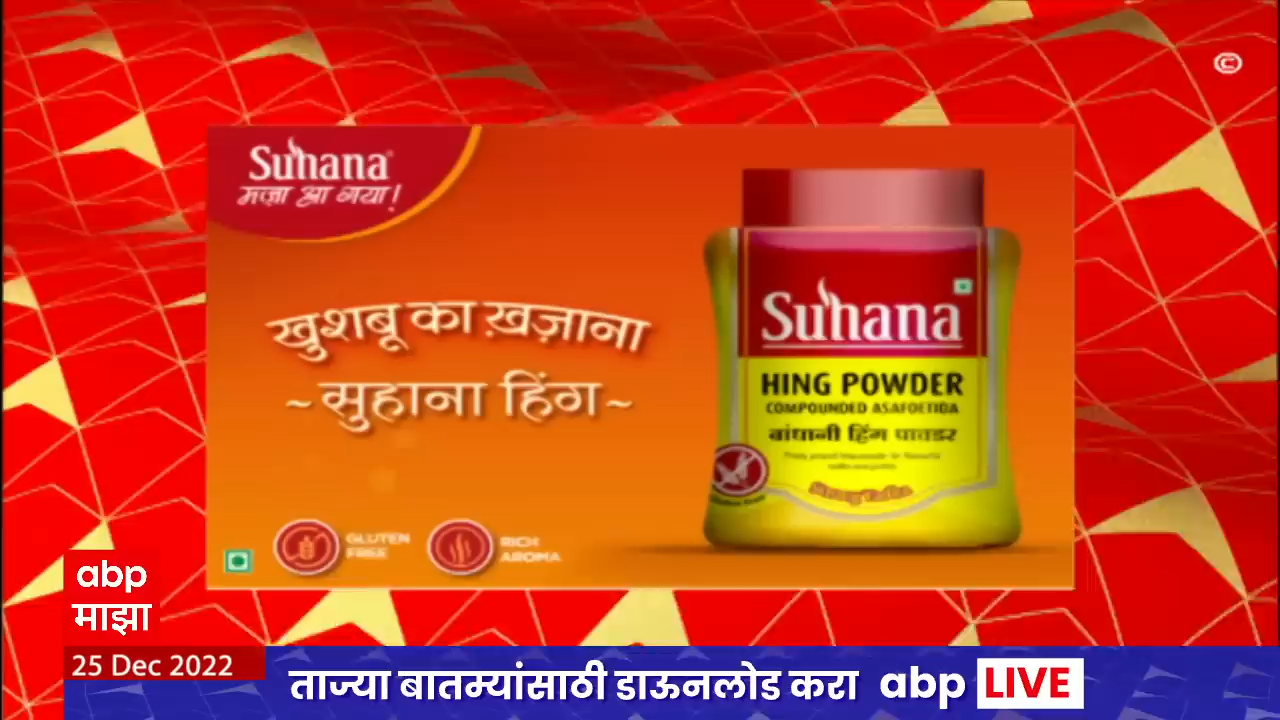 ©
Suhana
मज़ा आ गया!
खुशबू का ख़ज़ाना
~सुहाना हिंग~
GLUTEN
FREE
RICH
AROMA
Suhana
HING POWDER
COMPOUNDED ASAFOETIDA
बांधानी हिंग पावडर
abp
माझा
25 Dec 2022
ताज्या बातम्यांसाठी डाऊनलोड करा abp LIVE